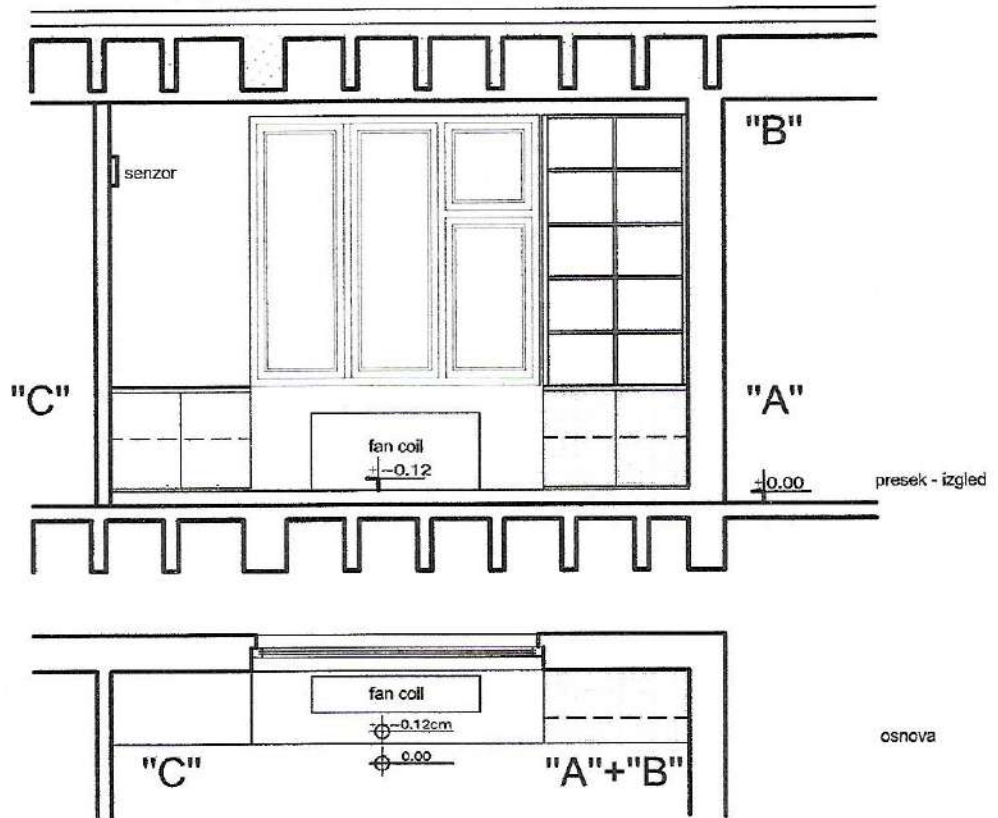 "B"
senzor
"C"
"A"
fan coil
+-0.12
+0.00
presek - izgled
fan coil
+-0.12cm
0.00
osnova
"C"
"A"+"B"